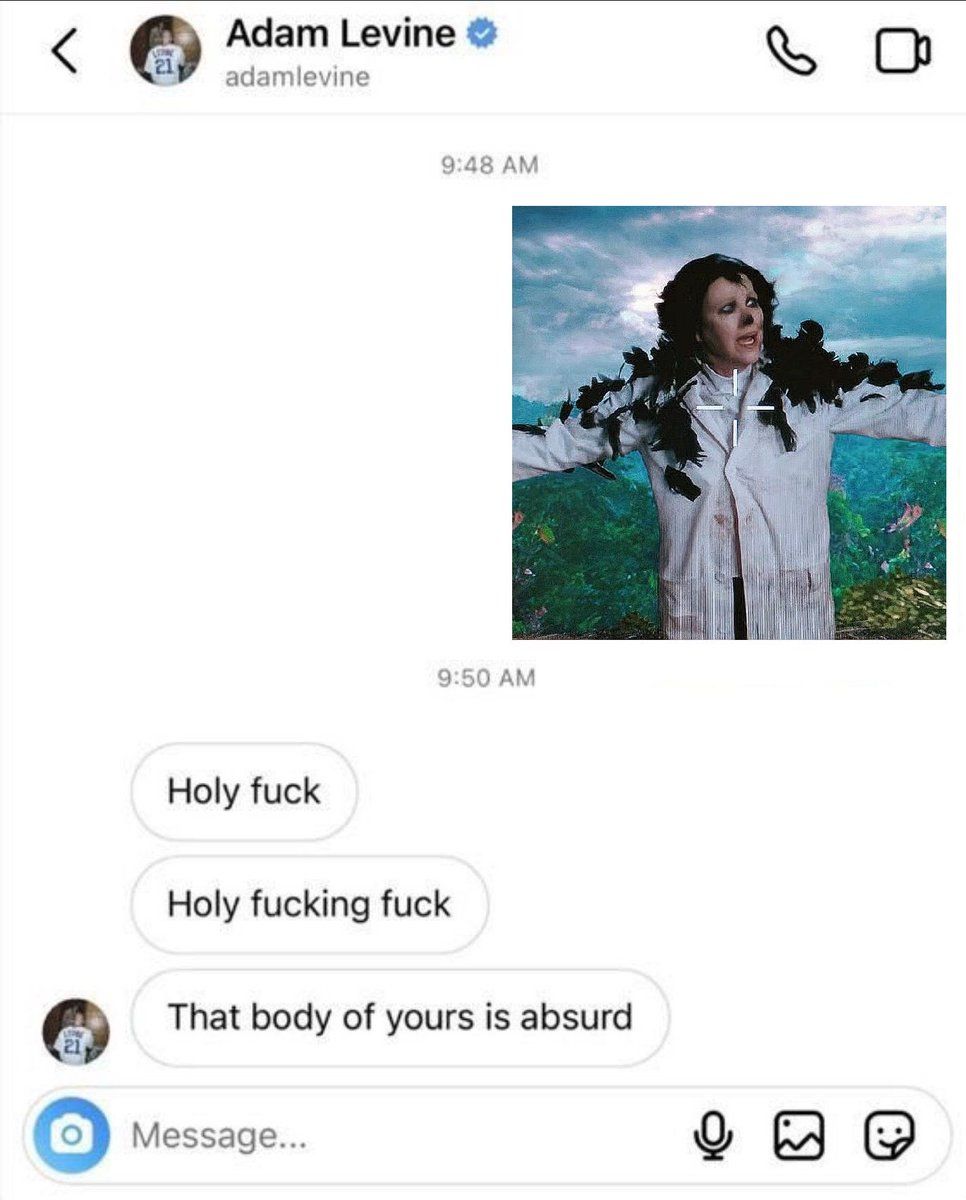 Adam Levine
adamlevine
9:48 AM
9:50 AM
Holy fuck
Holy fucking fuck
That body of yours is absurd
Message...